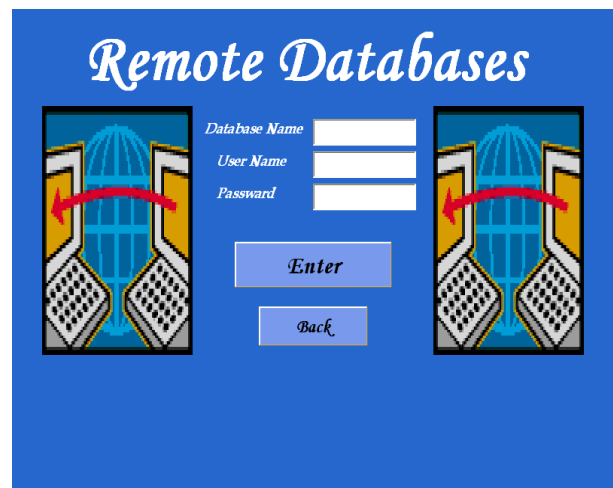 Remote Databases
Database Name
User Name
Passward
Enter
Back